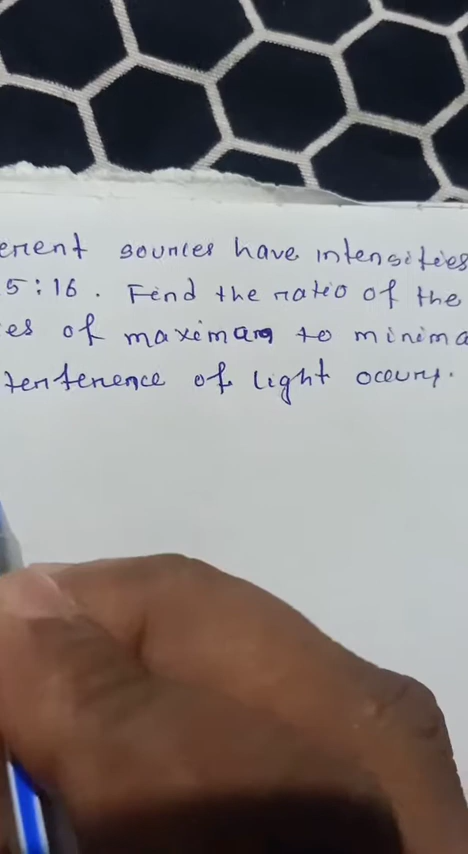 erent sources have intensities
5:16. Find the ratio of the
es of maximam to minima
terference of light occurs.